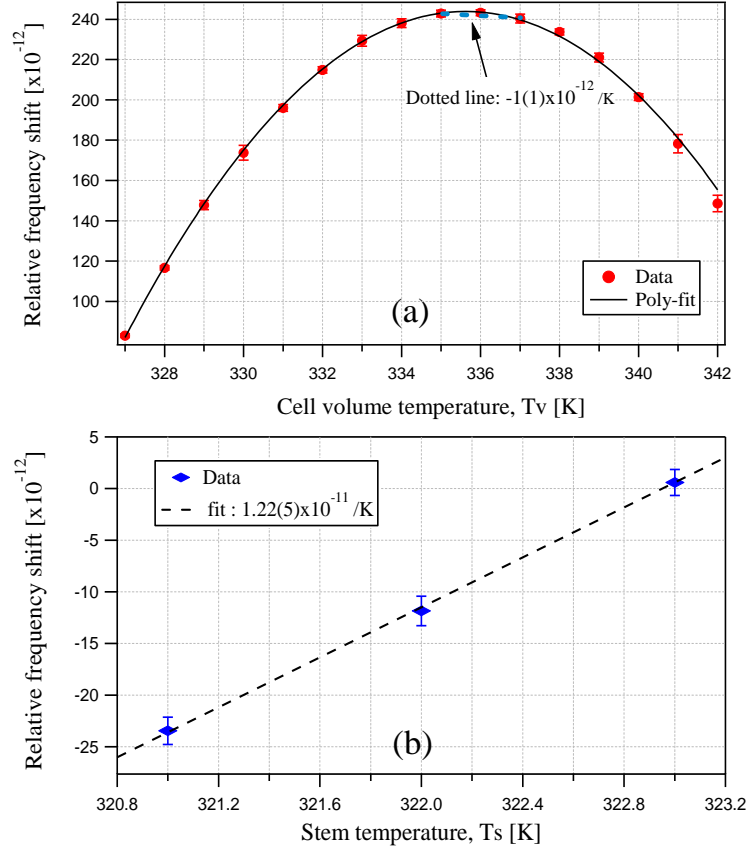 240
220
200
180
160
140
120
100
Relative frequency shift [x10-12]
Dotted line: -1(1)x10-12 /K
Data
Poly-fit
(a)
328 330 332 334 336 338 340 342
Cell volume temperature, Tv [K]
5
0
-5
-10
-15
-20
-25
Relative frequency shift [x10-12]
Data
fit : 1.22(5)x10-11 /K
(b)
320.8 321.2 321.6 322.0 322.4 322.8 323.2
Stem temperature, Ts [K]